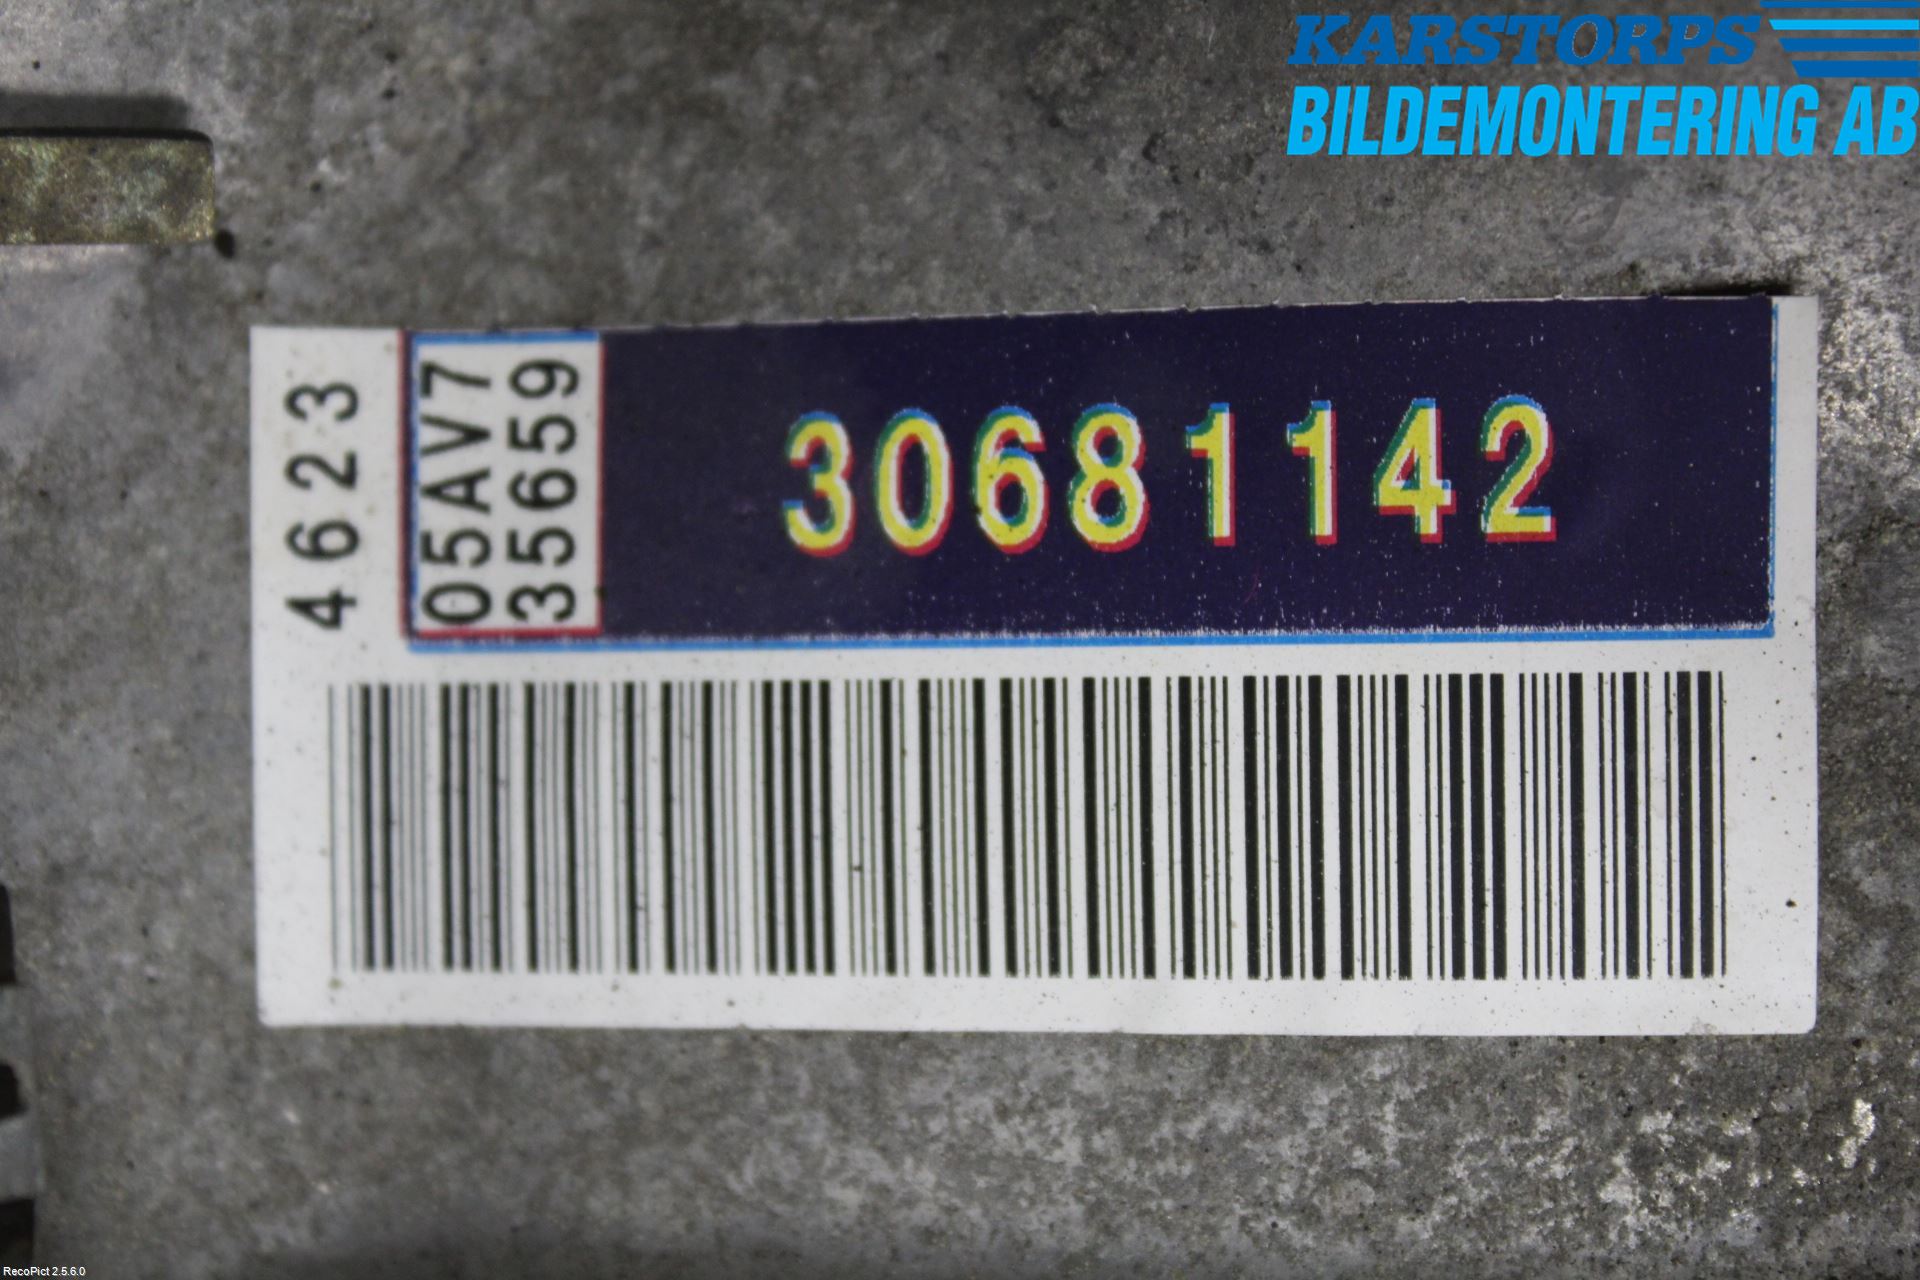 KARSTORPS
BILDEMONTERING AB
4623
05AV7
35659
30681142
RecoPict 2.5.6.0